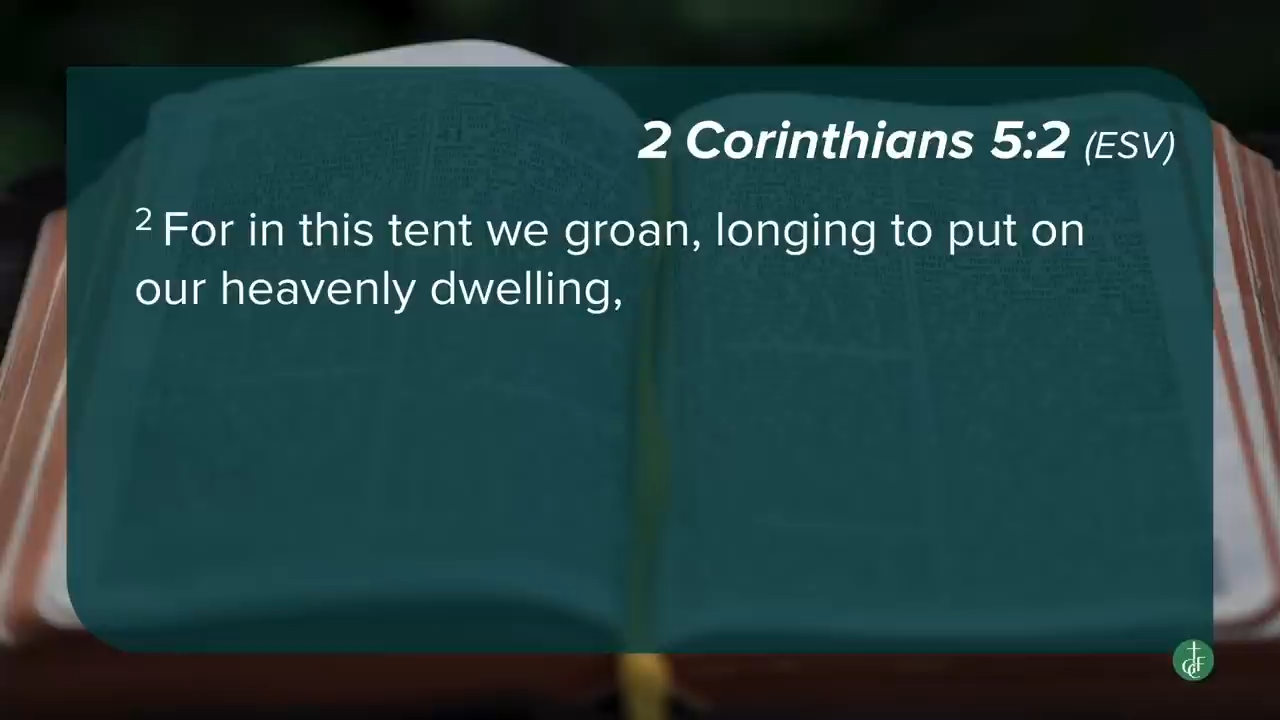 2 Corinthians 5:2 (ESV)
2 For in this tent we groan, longing to put on
our heavenly dwelling,